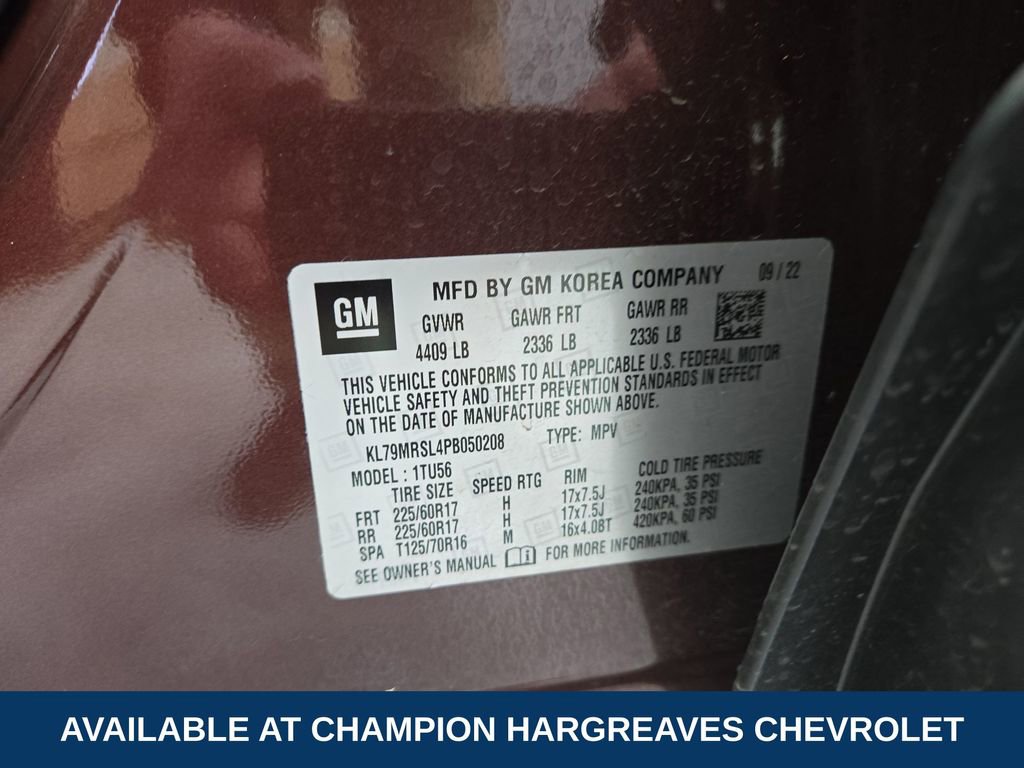 GM
MFD BY GM KOREA COMPANY 09 / 22
GVWR GAWR FRT GAWR RR
4409 LB 2336 LB 2336 LB
THIS VEHICLE CONFORMS TO ALL APPLICABLE U.S. FEDERAL MOTOR
VEHICLE SAFETY AND THEFT PREVENTION STANDARDS IN EFFECT
ON THE DATE OF MANUFACTURE SHOWN ABOVE.
KL79MRSL4PB050208 TYPE: MPV
MODEL : 1TU56
TIRE SIZE SPEED RTG RIM COLD TIRE PRESSURE
FRT 225/60R17 H 17x7.5J 240KPA, 35 PSI
RR 225/60R17 H 17x7.5J 240KPA, 35 PSI
SPA T125/70R16 M 16x4.0BT 420KPA, 60 PSI
SEE OWNER'S MANUAL FOR MORE INFORMATION.
AVAILABLE AT CHAMPION HARGREAVES CHEVROLET